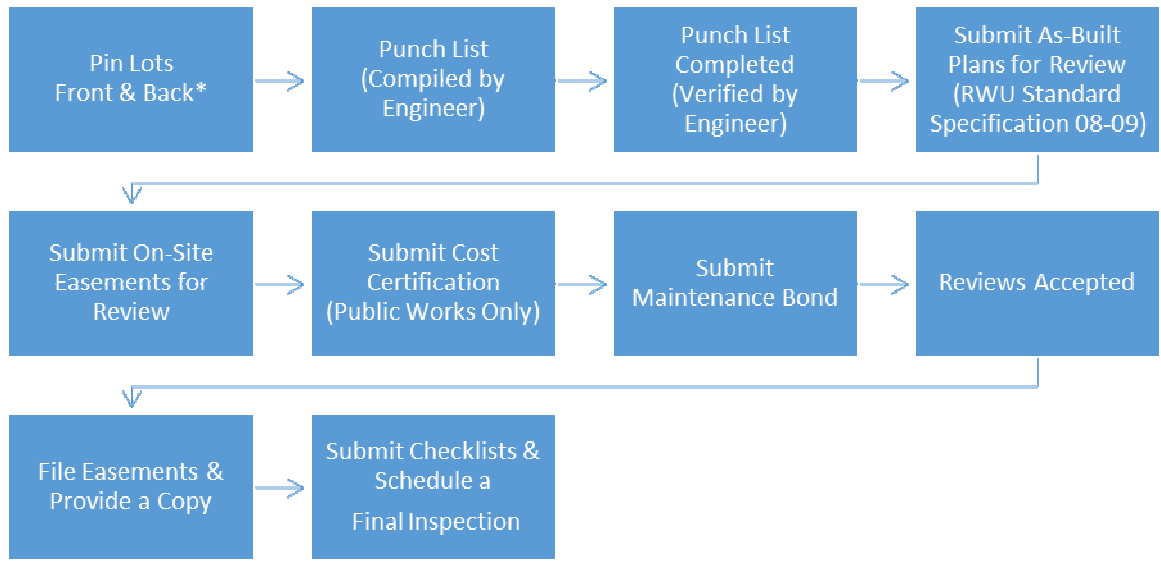 Pin Lots
Front & Back*
Punch List
(Compiled by
Engineer)
Punch List
Completed
(Verified by
Engineer)
Submit As-Built
Plans for Review
(RWU Standard
Specification 08-09)
Submit On-Site
Easements for
Review
Submit Cost
Certification
(Public Works Only)
Submit
Maintenance Bond
Reviews Accepted
File Easements &
Provide a Copy
Submit Checklists &
Schedule a
Final Inspection